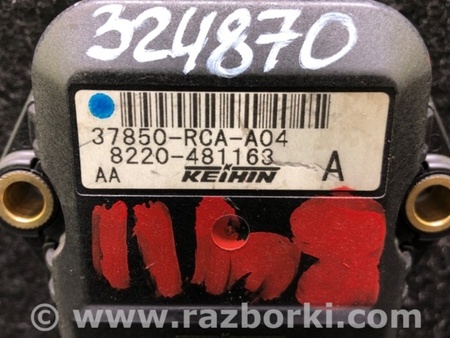 324870
37850-RCA-A04
8220-481163
AA KEIHIN A
www.razborki.com